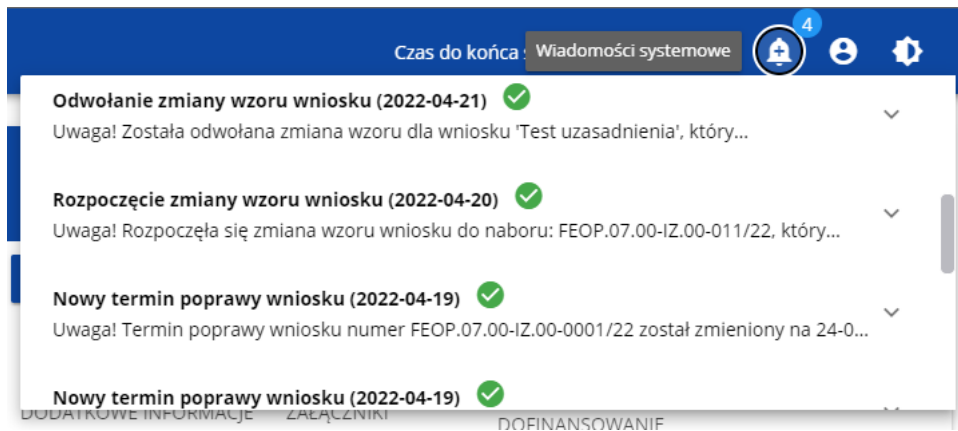 4
Czas do końca
Wiadomości systemowe
Odwołanie zmiany wzoru wniosku (2022-04-21)
Uwaga! Została odwołana zmiana wzoru dla wniosku 'Test uzasadnienia', który...
Rozpoczęcie zmiany wzoru wniosku (2022-04-20)
Uwaga! Rozpoczęła się zmiana wzoru wniosku do naboru: FEOP.07.00-IZ.00-011/22, który...
Nowy termin poprawy wniosku (2022-04-19)
Uwaga! Termin poprawy wniosku numer FEOP.07.00-IZ.00-0001/22 został zmieniony na 24-0...
Nowy termin poprawy wniosku (2022-04-19)
DODATKOWE INFORMACJE ZAŁĄCZNIKI
DOFINANSOWANIE